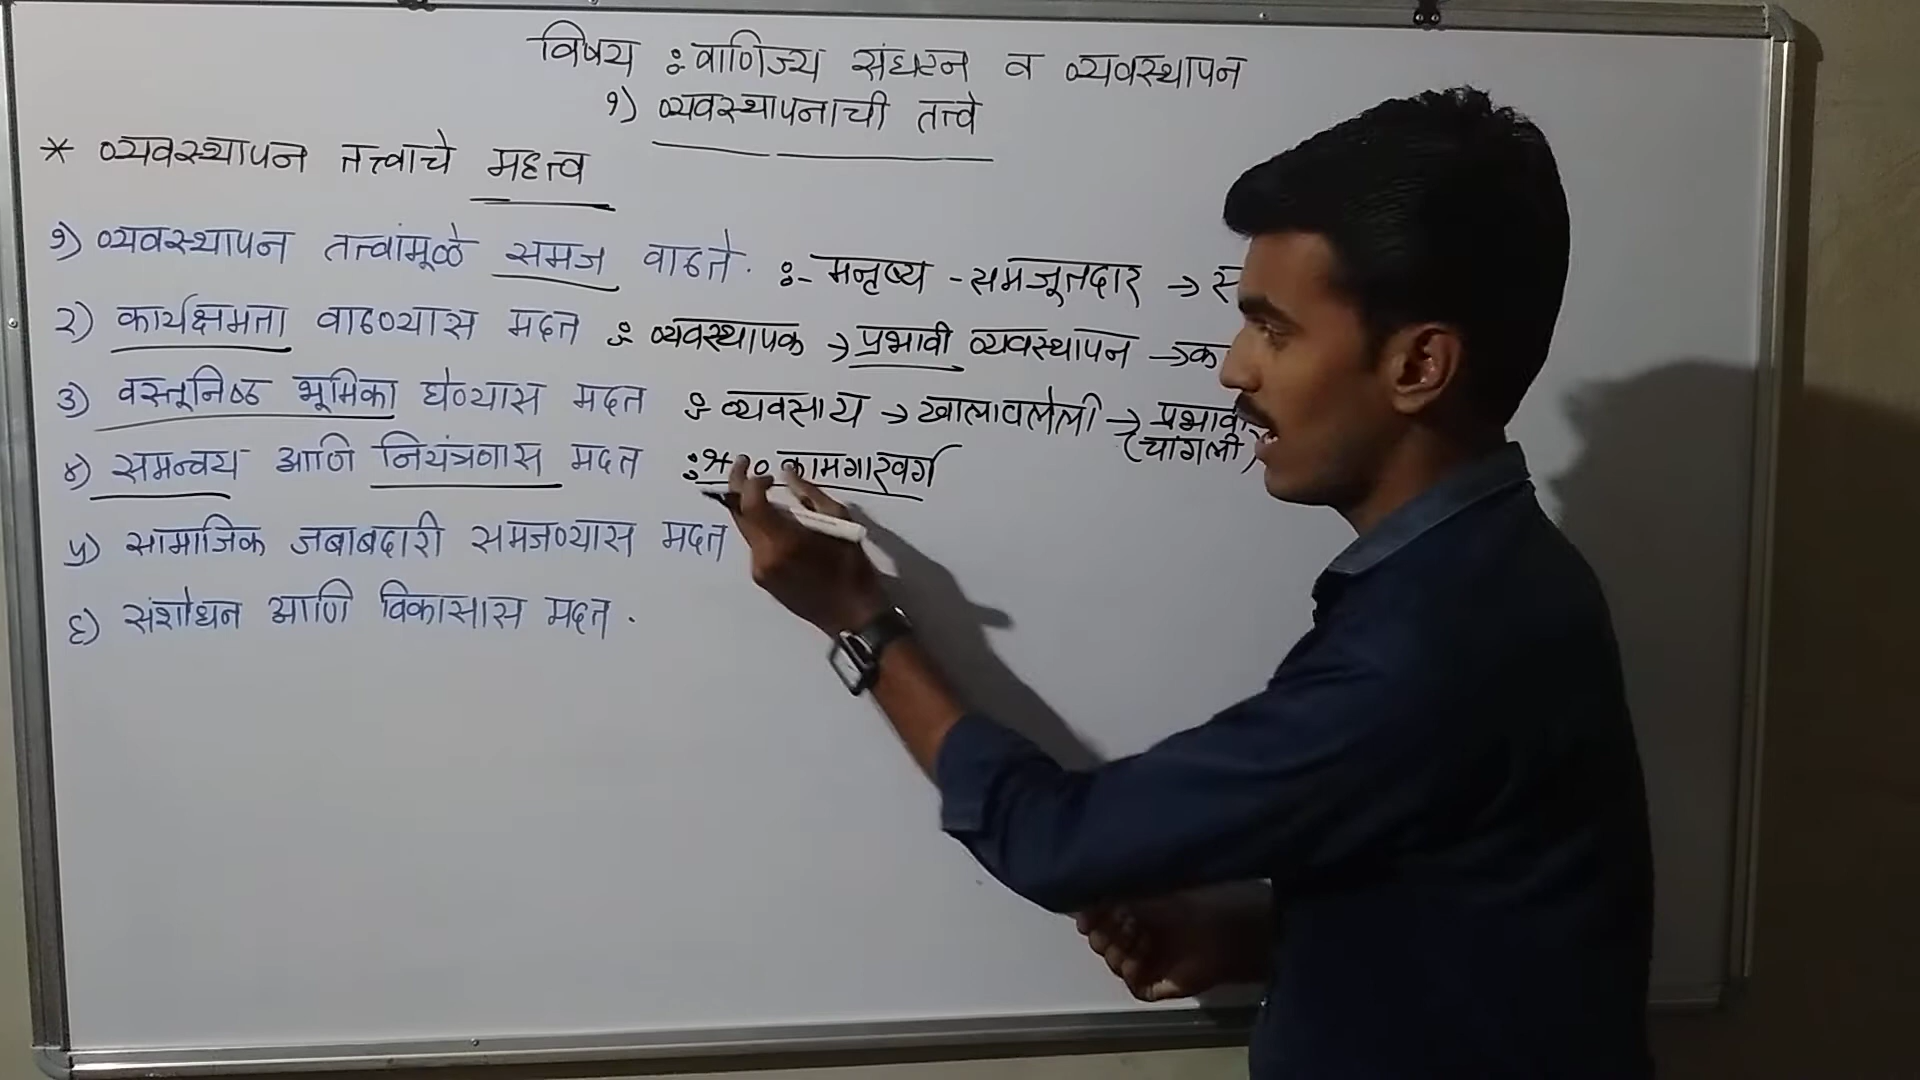 विषय : वाणिज्य संघटन व व्यवस्थापन
१) व्यवस्थापनाची तत्त्वे
* व्यवस्थापन तत्त्वाचे महत्व
१) व्यवस्थापन तत्त्वांमूळे समज वाढते. :- मनुष्य - समजूतदार →
२) कार्यक्षमता वाढण्यास मदत : व्यवस्थापक → प्रभावी व्यवस्थापन →
३) वस्तूनिष्ठ भूमिका घेण्यास मदत : व्यवसाय → खालावलेली →
(चांगली)
४) समन्वय आणि नियंत्रणास मदत : कामगारवर्ग
५) सामाजिक जबाबदारी समजण्यास मदत
६) संशोधन आणि विकासास मदत.